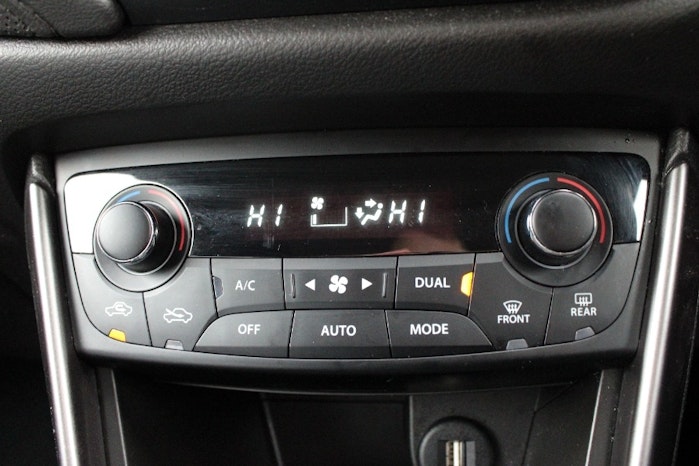 HI HI
A/C DUAL
OFF AUTO MODE FRONT REAR